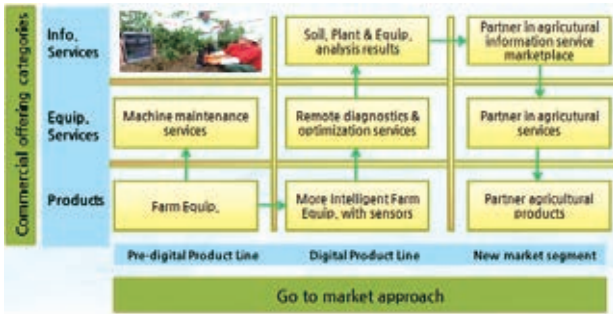 Commercial offering categories
Info.
Services
Soil, Plant & Equip.
analysis results
Partner in agricutural
information service
marketplace
Equip.
Services
Machine maintenance
services
Remote diagnostics &
optimization services
Partner in agricutural
services
Products
Farm Equip.
More Intelligent Farm
Equip. with sensors
Partner agricultural
products
Pre-digital Product Line
Digital Product Line
New market segment
Go to market approach